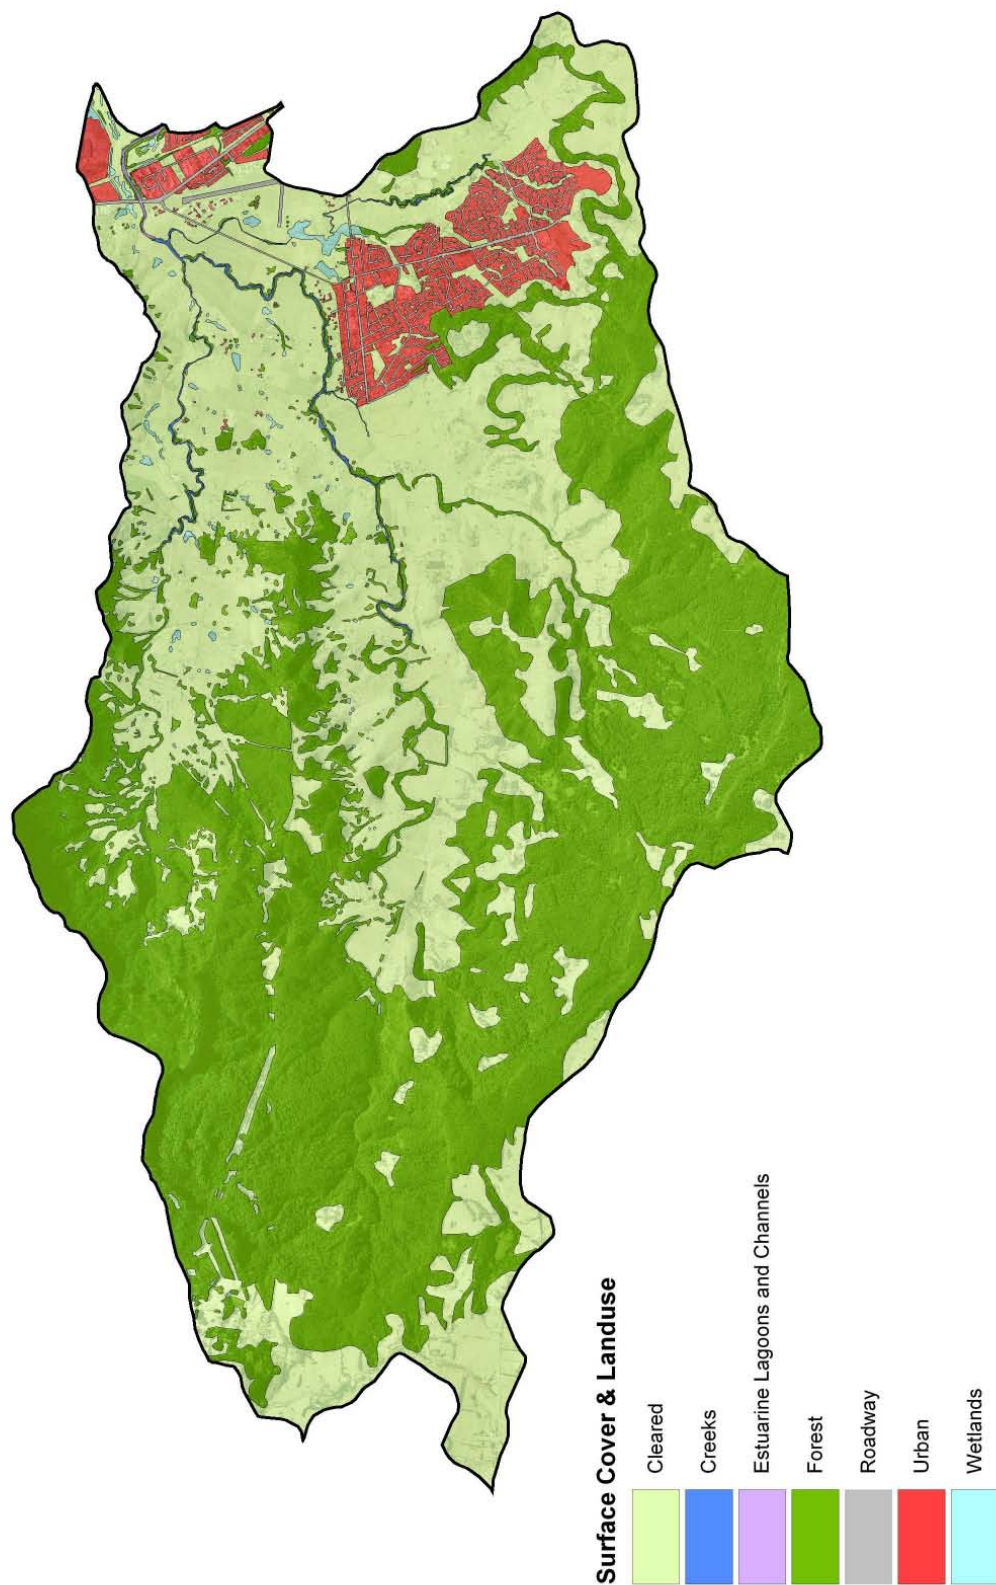 Surface Cover & Landuse
Cleared
Creeks
Estuarine Lagoons and Channels
Forest
Roadway
Urban
Wetlands